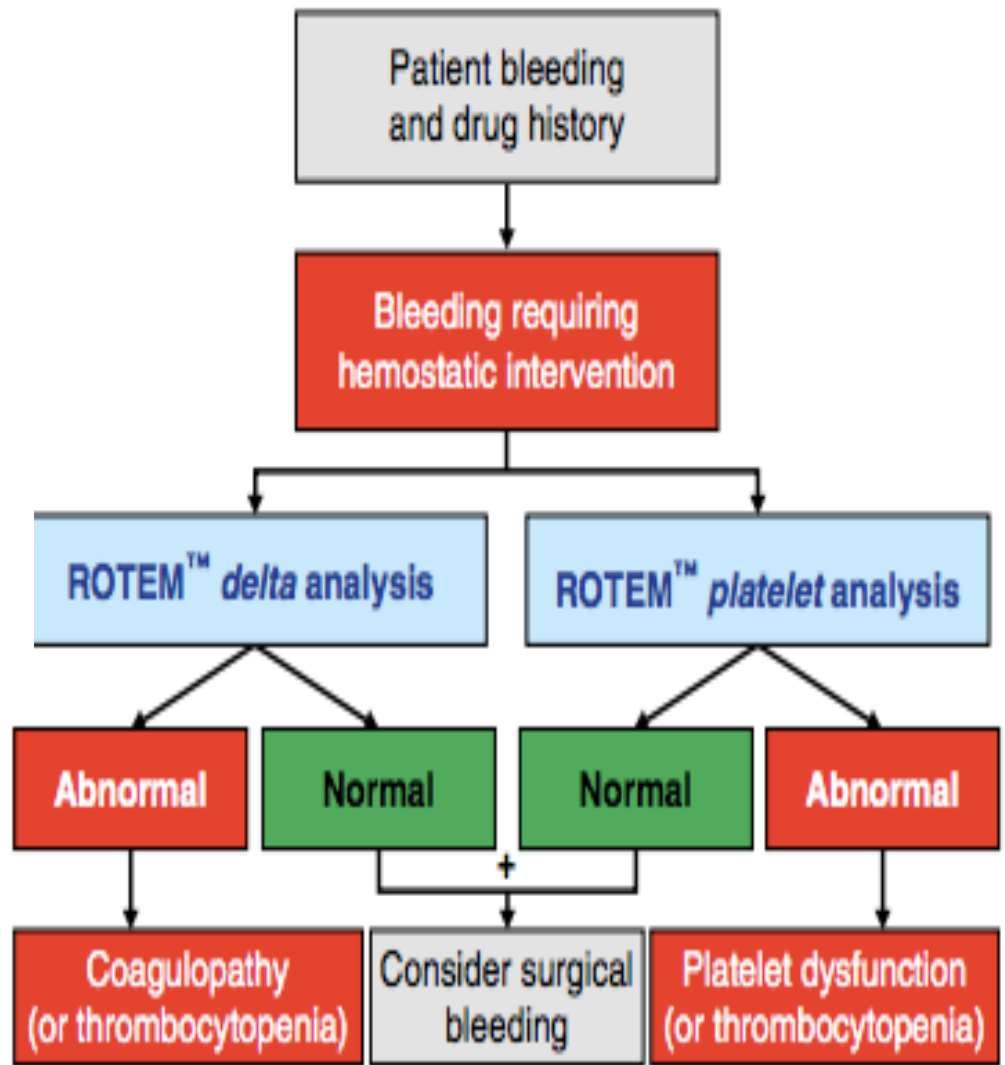 Patient bleeding
and drug history
Bleeding requiring
hemostatic intervention
ROTEM™ delta analysis
ROTEM™ platelet analysis
Abnormal
Normal
Normal
Abnormal
+
Coagulopathy
(or thrombocytopenia)
Consider surgical
bleeding
Platelet dysfunction
(or thrombocytopenia)